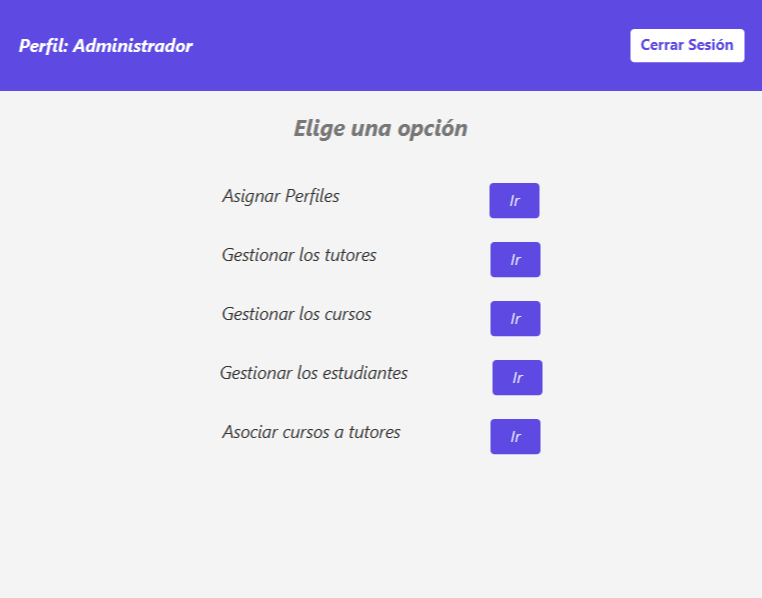 Perfil: Administrador
Cerrar Sesión
Elige una opción
Asignar Perfiles Ir
Gestionar los tutores Ir
Gestionar los cursos Ir
Gestionar los estudiantes Ir
Asociar cursos a tutores Ir